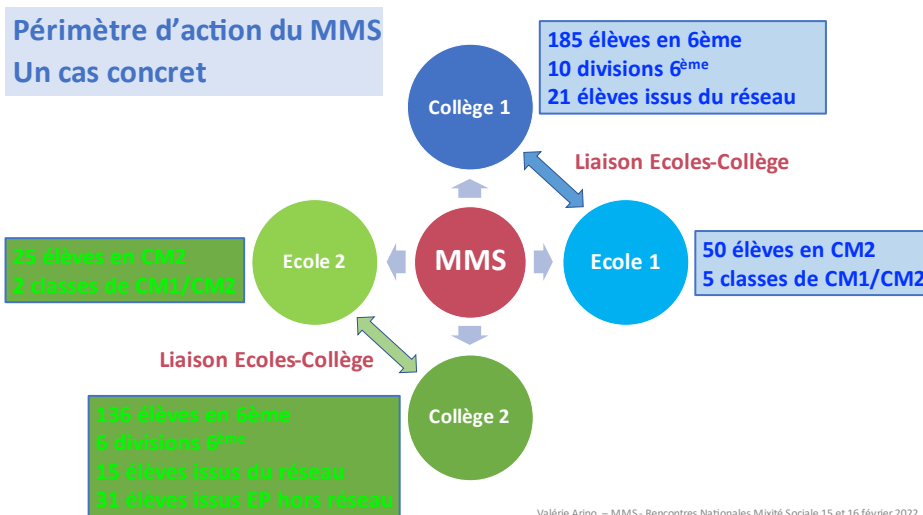 Périmètre d'action du MMS
Un cas concret
185 élèves en 6ème
10 divisions 6ème
21 élèves issus du réseau
Collège 1
Liaison Ecoles-Collège
25 élèves en CM2
2 classes de CM1/CM2
Ecole 2
MMS
Ecole 1
50 élèves en CM2
5 classes de CM1/CM2
Liaison Ecoles-Collège
136 élèves en 6ème
6 divisions 6ème
15 élèves issus du réseau
31 élèves issus EP hors réseau
Collège 2
Valérie Arino – MMS - Rencontres Nationales Mixité Sociale 15 et 16 février 2022